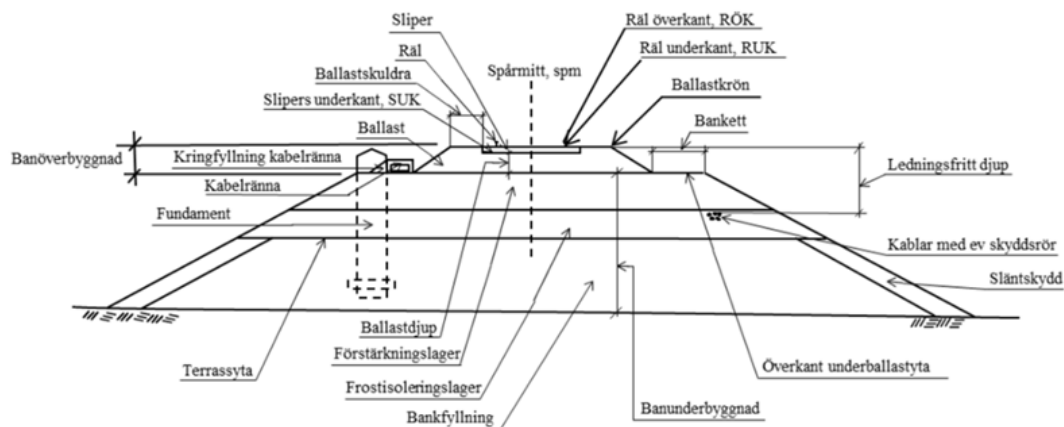 Sliper
Räl överkant, RÖK
Räl
Räl underkant, RUK
Ballastskuldra
Spårmitt, spm
Ballastkrön
Slipers underkant, SUK
Ballast
Bankett
Banöverbyggnad
Kringfyllning kabelränna
Ledningsfritt djup
Kabelränna
Fundament
Kablar med ev skyddsrör
Släntskydd
Ballastdjup
Förstärkningslager
Terrassyta
Överkant underballastyta
Frostisoleringslager
Bankfyllning
Banunderbyggnad